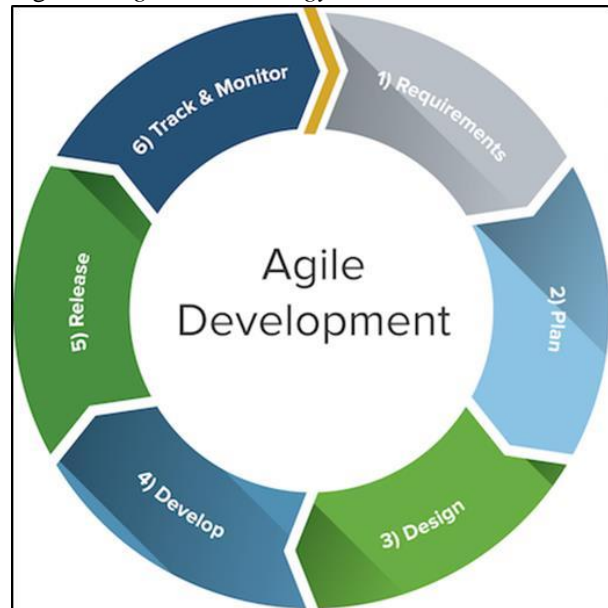 1) Requirements
2) Plan
3) Design
4) Develop
5) Release
6) Track & Monitor
Agile
Development